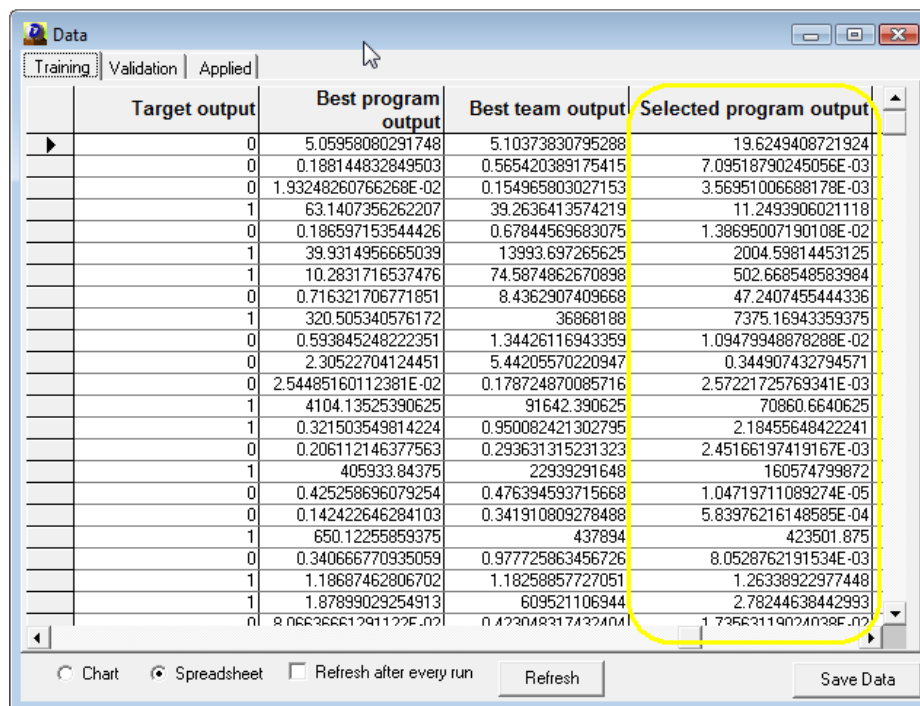 Data
Training Validation Applied
Target output Best program output Best team output Selected program output
0 5.05958080291748 5.10373830795288 19.6249408721924
0 0.188144832849503 0.565420389175415 7.09518790245056E-03
0 1.93248260766268E-02 0.154965803027153 3.56951006688178E-03
1 63.1407356262207 39.2636413574219 11.2493906021118
0 0.186597153544426 0.67844569683075 1.38695007190108E-02
1 39.9314956665039 13993.697265625 2004.59814453125
1 10.2831716537476 74.5874862670898 502.668548583984
0 0.716321706771851 8.4362907409668 47.2407455444336
1 320.505340576172 36868188 7375.16943359375
0 0.593845248222351 1.34426116943359 1.09479948878288E-02
0 2.30522704124451 5.44205570220947 0.344907432794571
0 2.54485160112381E-02 0.178724870085716 2.57221725769341E-03
1 4104.13525390625 91642.390625 70860.6640625
1 0.321503549814224 0.950082421302795 2.18455648422241
0 0.206112146377563 0.293631315231323 2.45166197419167E-03
1 405933.84375 22939291648 160574799872
0 0.425258696079254 0.476394593715668 1.04719711089274E-05
0 0.142422646284103 0.341910809278488 5.83976216148585E-04
1 650.12255859375 437894 423501.875
0 0.340666770935059 0.977725863456726 8.0528762191534E-03
1 1.18687462806702 1.18258857727051 1.26338922977448
1 1.87899029254913 609521106944 2.78244638442993
0 8.06636661291122E-02 0.423048317432404 1.73563119024038E-02
Chart Spreadsheet Refresh after every run Refresh Save Data